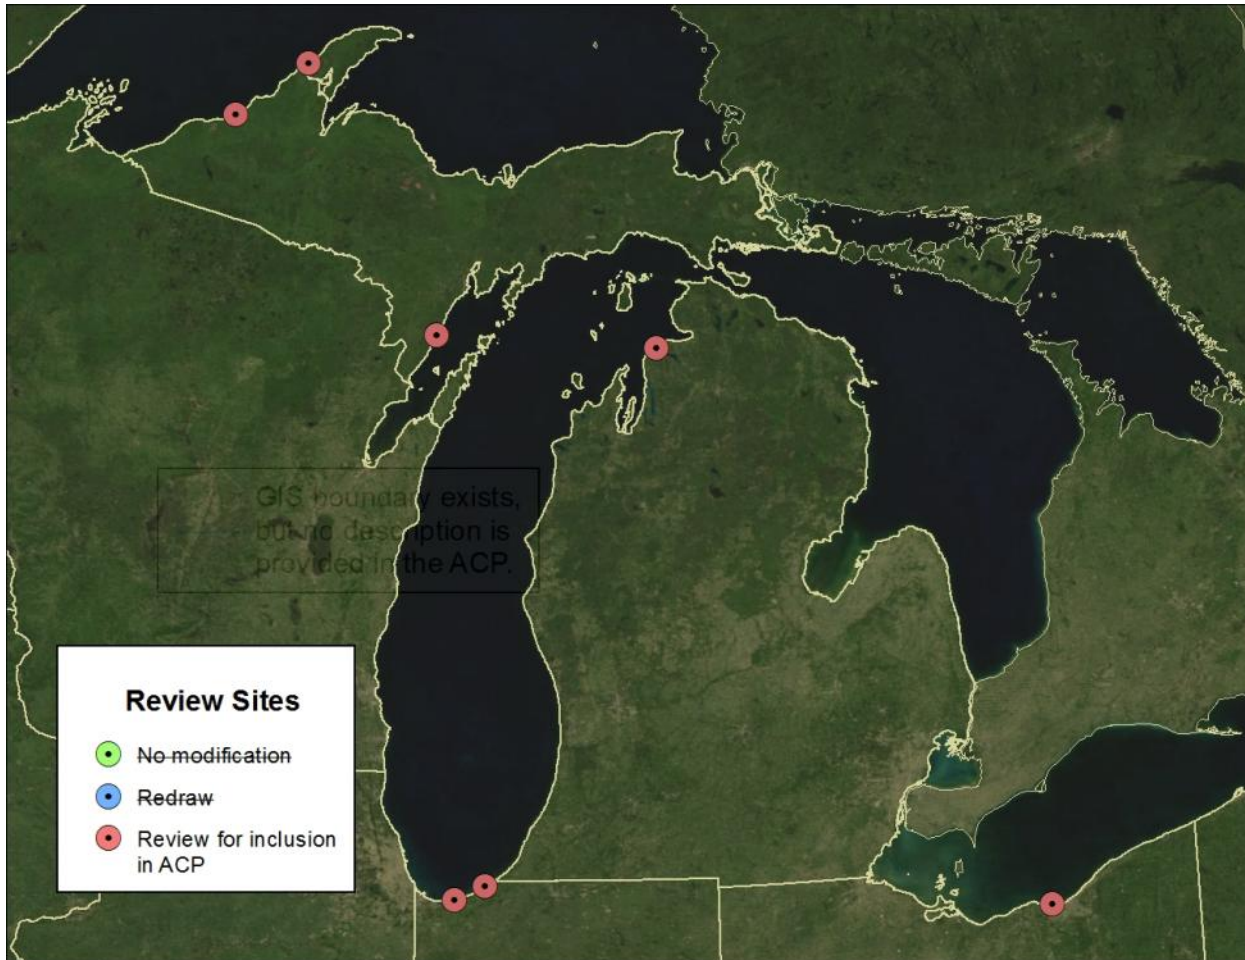 GIS boundary exists,
but no description is
provided in the ACP.
Review Sites
No modification
Redraw
Review for inclusion
in ACP